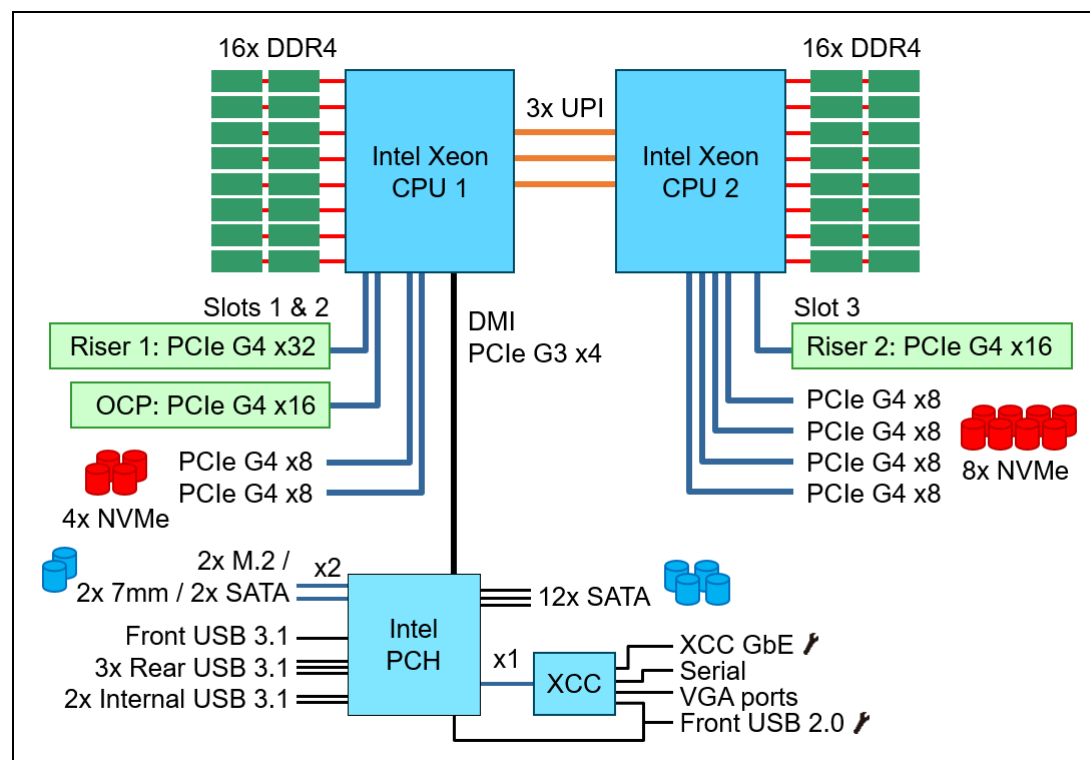 16x DDR4
16x DDR4
3x UPI
Intel Xeon
CPU 1
Intel Xeon
CPU 2
Slots 1 & 2
Riser 1: PCIe G4 x32
OCP: PCIe G4 x16
PCIe G4 x8
PCIe G4 x8
4x NVMe
DMI
PCIe G3 x4
Slot 3
Riser 2: PCIe G4 x16
PCIe G4 x8
PCIe G4 x8
PCIe G4 x8
PCIe G4 x8
8x NVMe
2x M.2 /
2x 7mm / 2x SATA
x2
Intel
PCH
12x SATA
Front USB 3.1
3x Rear USB 3.1
2x Internal USB 3.1
x1
XCC
XCC GbE
Serial
VGA ports
Front USB 2.0